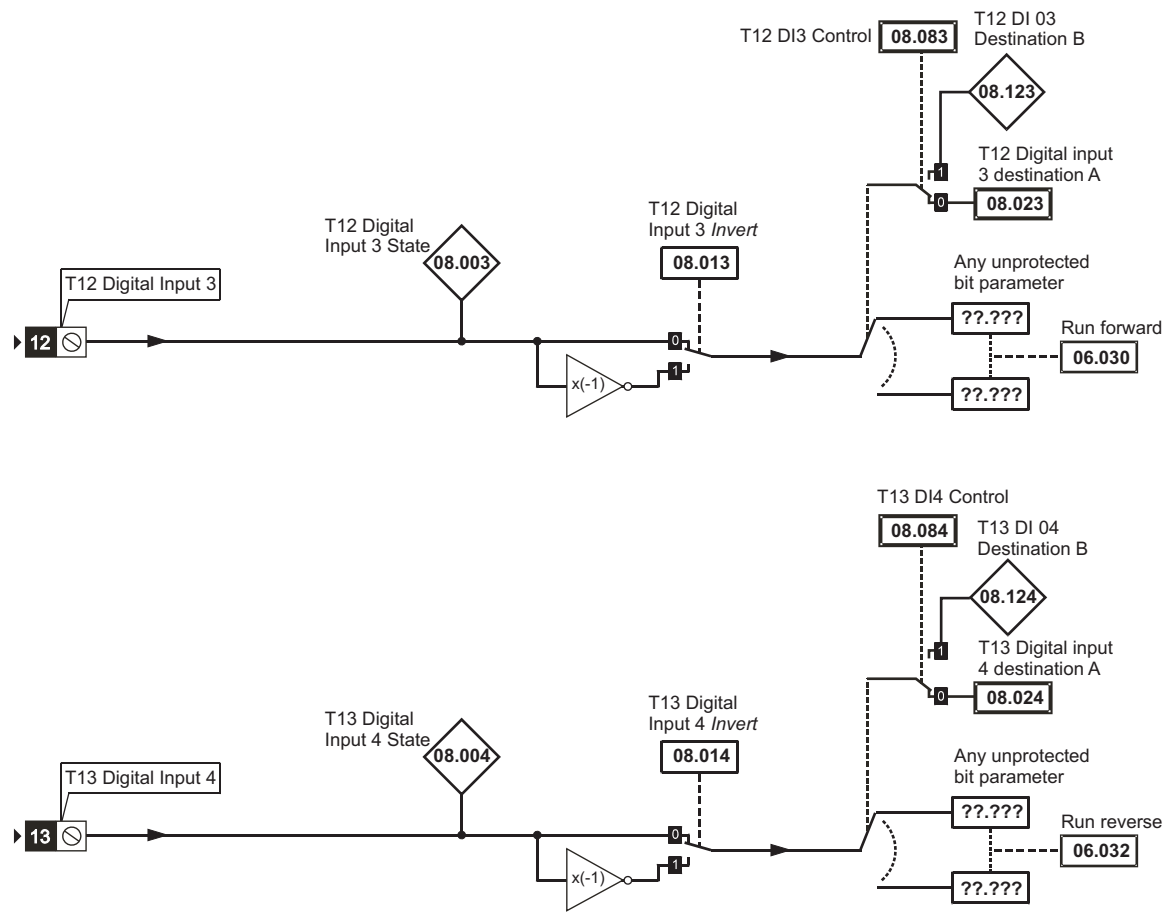 T12 DI3 Control
08.083
T12 DI 03
Destination B
08.123
1
T12 Digital input
3 destination A
0
08.023
T12 Digital
Input 3 State
08.003
T12 Digital
Input 3 Invert
08.013
T12 Digital Input 3
12
x(-1)
0
1
Any unprotected
bit parameter
??.???
Run forward
06.030
??.???
T13 DI4 Control
08.084
T13 DI 04
Destination B
08.124
1
T13 Digital input
4 destination A
0
08.024
T13 Digital
Input 4 State
08.004
T13 Digital
Input 4 Invert
08.014
T13 Digital Input 4
13
x(-1)
0
1
Any unprotected
bit parameter
??.???
Run reverse
06.032
??.???